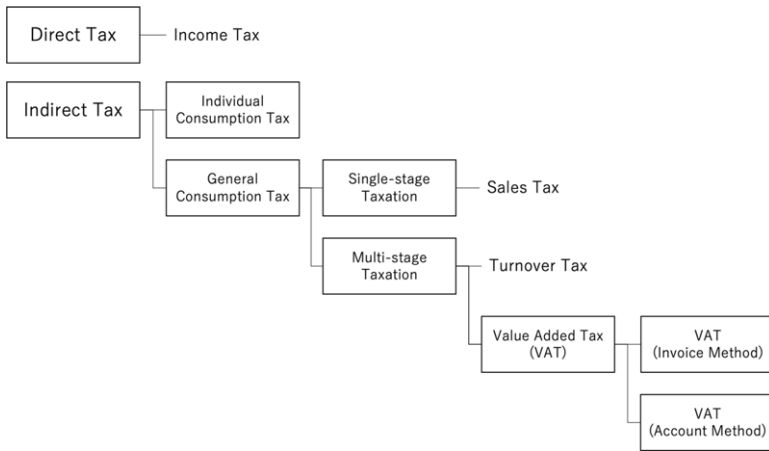 Direct Tax
Income Tax
Indirect Tax
Individual
Consumption Tax
General
Consumption Tax
Single-stage
Taxation
Sales Tax
Multi-stage
Taxation
Turnover Tax
Value Added Tax
(VAT)
VAT
(Invoice Method)
VAT
(Account Method)